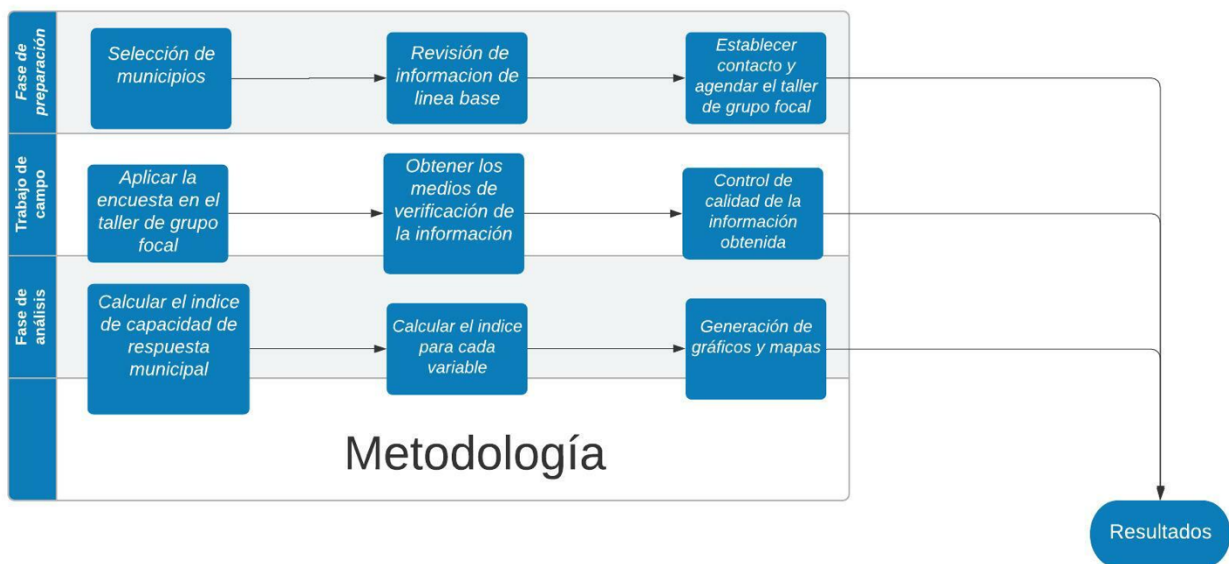 Fase de
preparación
Selección de
municipios
Revisión de
informacion de
linea base
Establecer
contacto y
agendar el taller
de grupo focal
Trabajo de
campo
Aplicar la
encuesta en el
taller de grupo
focal
Obtener los
medios de
verificación de
la información
Control de
calidad de la
información
obtenida
Fase de
análisis
Calcular el indice
de capacidad de
respuesta
municipal
Calcular el indice
para cada
variable
Generación de
gráficos y mapas
Metodología
Resultados